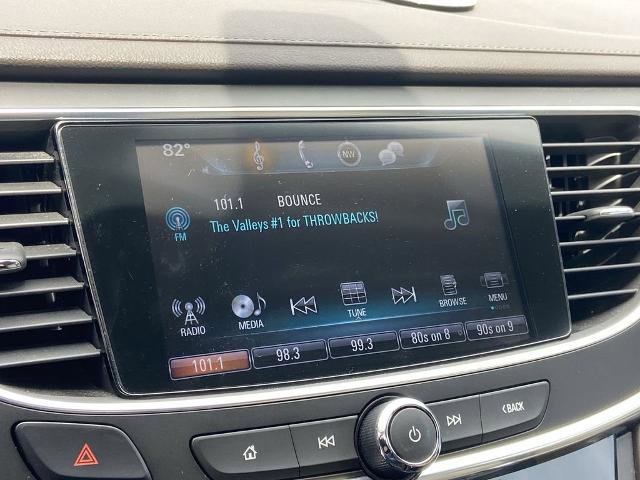 82°
NW
101.1 BOUNCE
FM
The Valleys #1 for THROWBACKS!
RADIO MEDIA TUNE BROWSE MENU
101.1 98.3 99.3 80s on 8 90s on 9
BACK